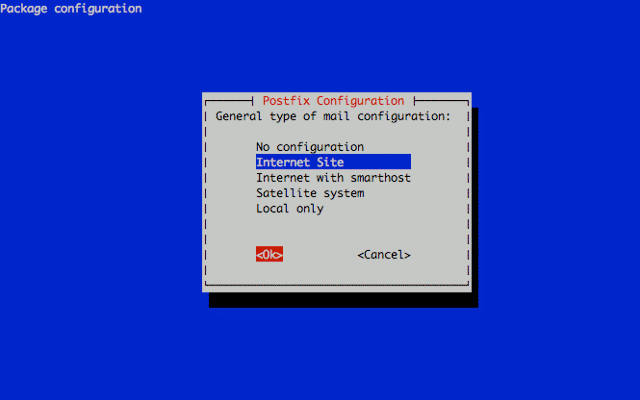 Package configuration
Postfix Configuration
General type of mail configuration:
No configuration
Internet Site
Internet with smarthost
Satellite system
Local only
<Ok> <Cancel>